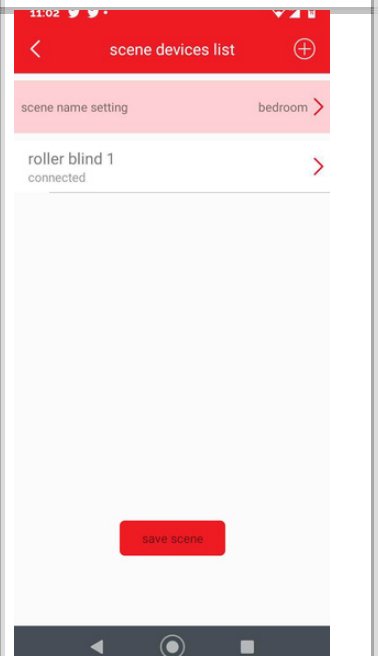 11:02
scene devices list
scene name setting bedroom
roller blind 1
connected
save scene